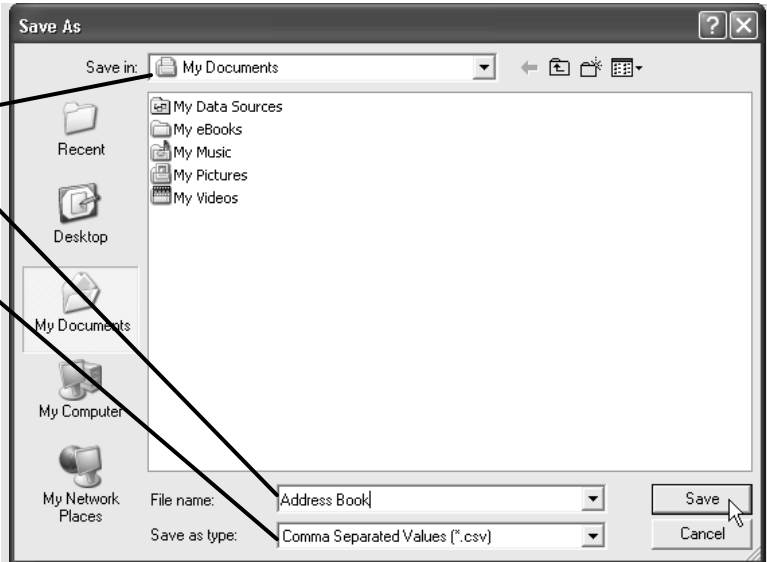 Save As
Save in: My Documents
My Data Sources
My eBooks
My Music
My Pictures
My Videos
Recent
Desktop
My Documents
My Computer
My Network
Places
File name: Address Book
Save
Save as type: Comma Separated Values (*.csv)
Cancel